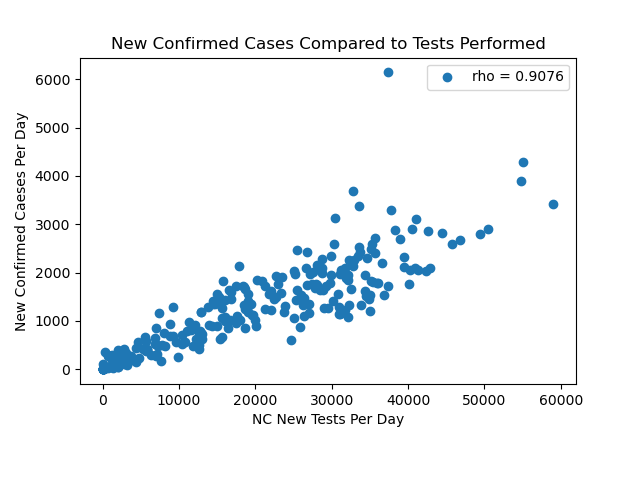 New Confirmed Cases Compared to Tests Performed
rho = 0.9076
6000
5000
4000
3000
2000
1000
0
New Confirmed Caeses Per Day
0 10000 20000 30000 40000 50000 60000
NC New Tests Per Day